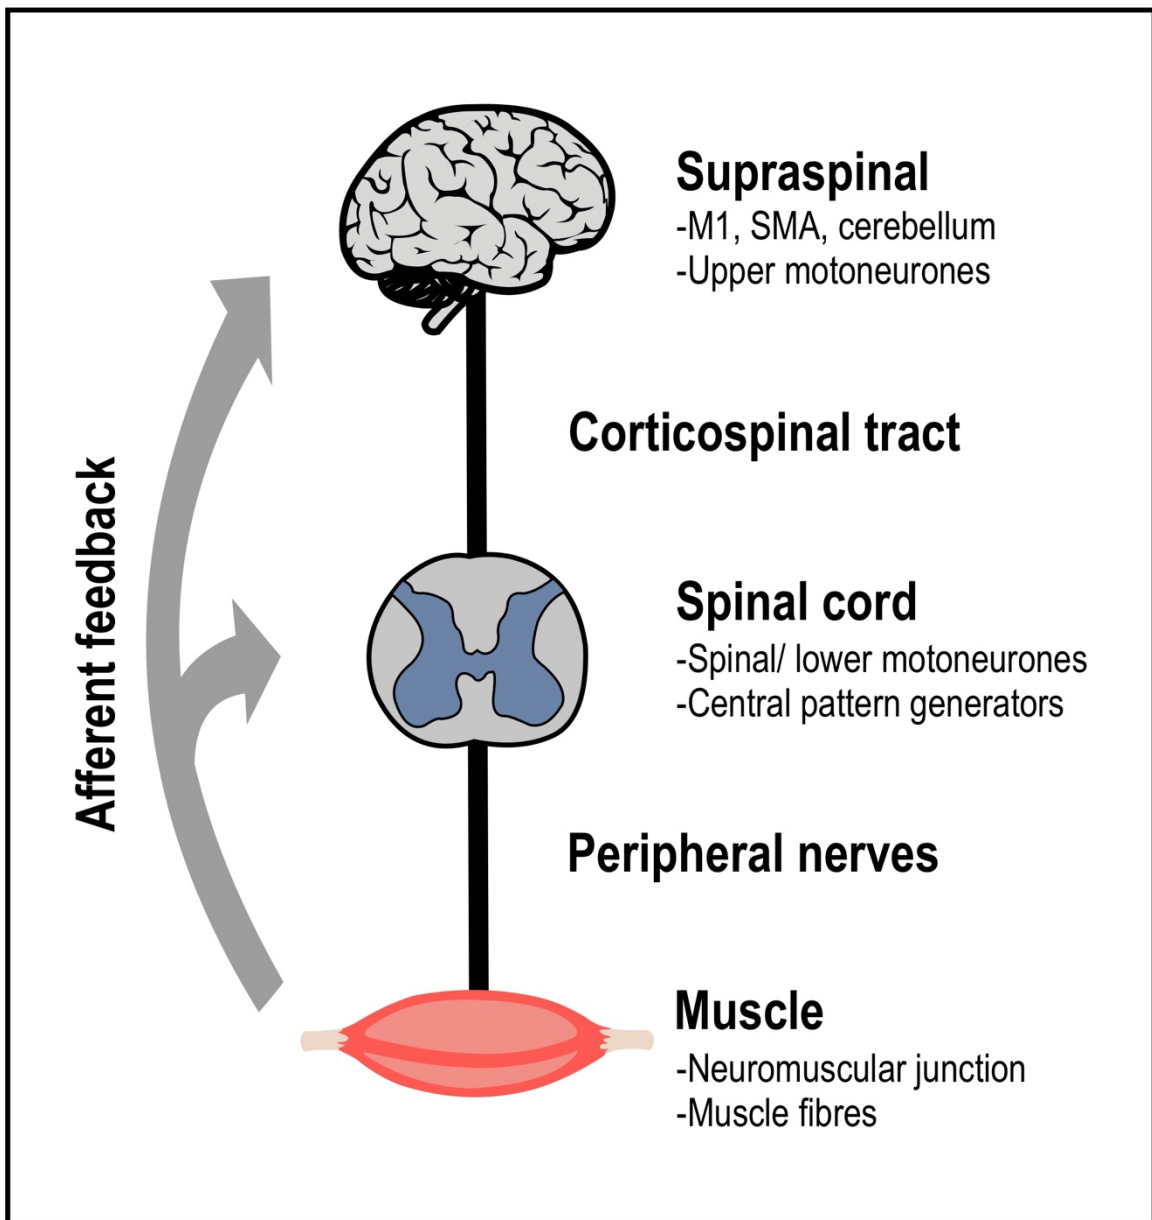 Supraspinal
-M1, SMA, cerebellum
-Upper motoneurones
Corticospinal tract
Afferent feedback
Spinal cord
-Spinal/ lower motoneurones
-Central pattern generators
Peripheral nerves
Muscle
-Neuromuscular junction
-Muscle fibres